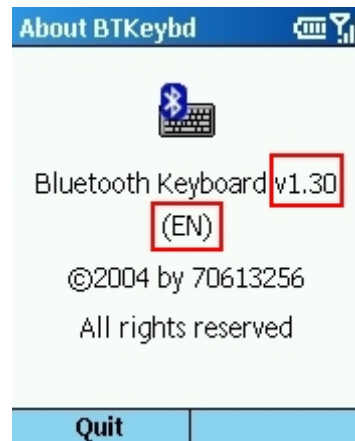 About BTKeybd
Bluetooth Keyboard v1.30
(EN)
©2004 by 70613256
All rights reserved
Quit